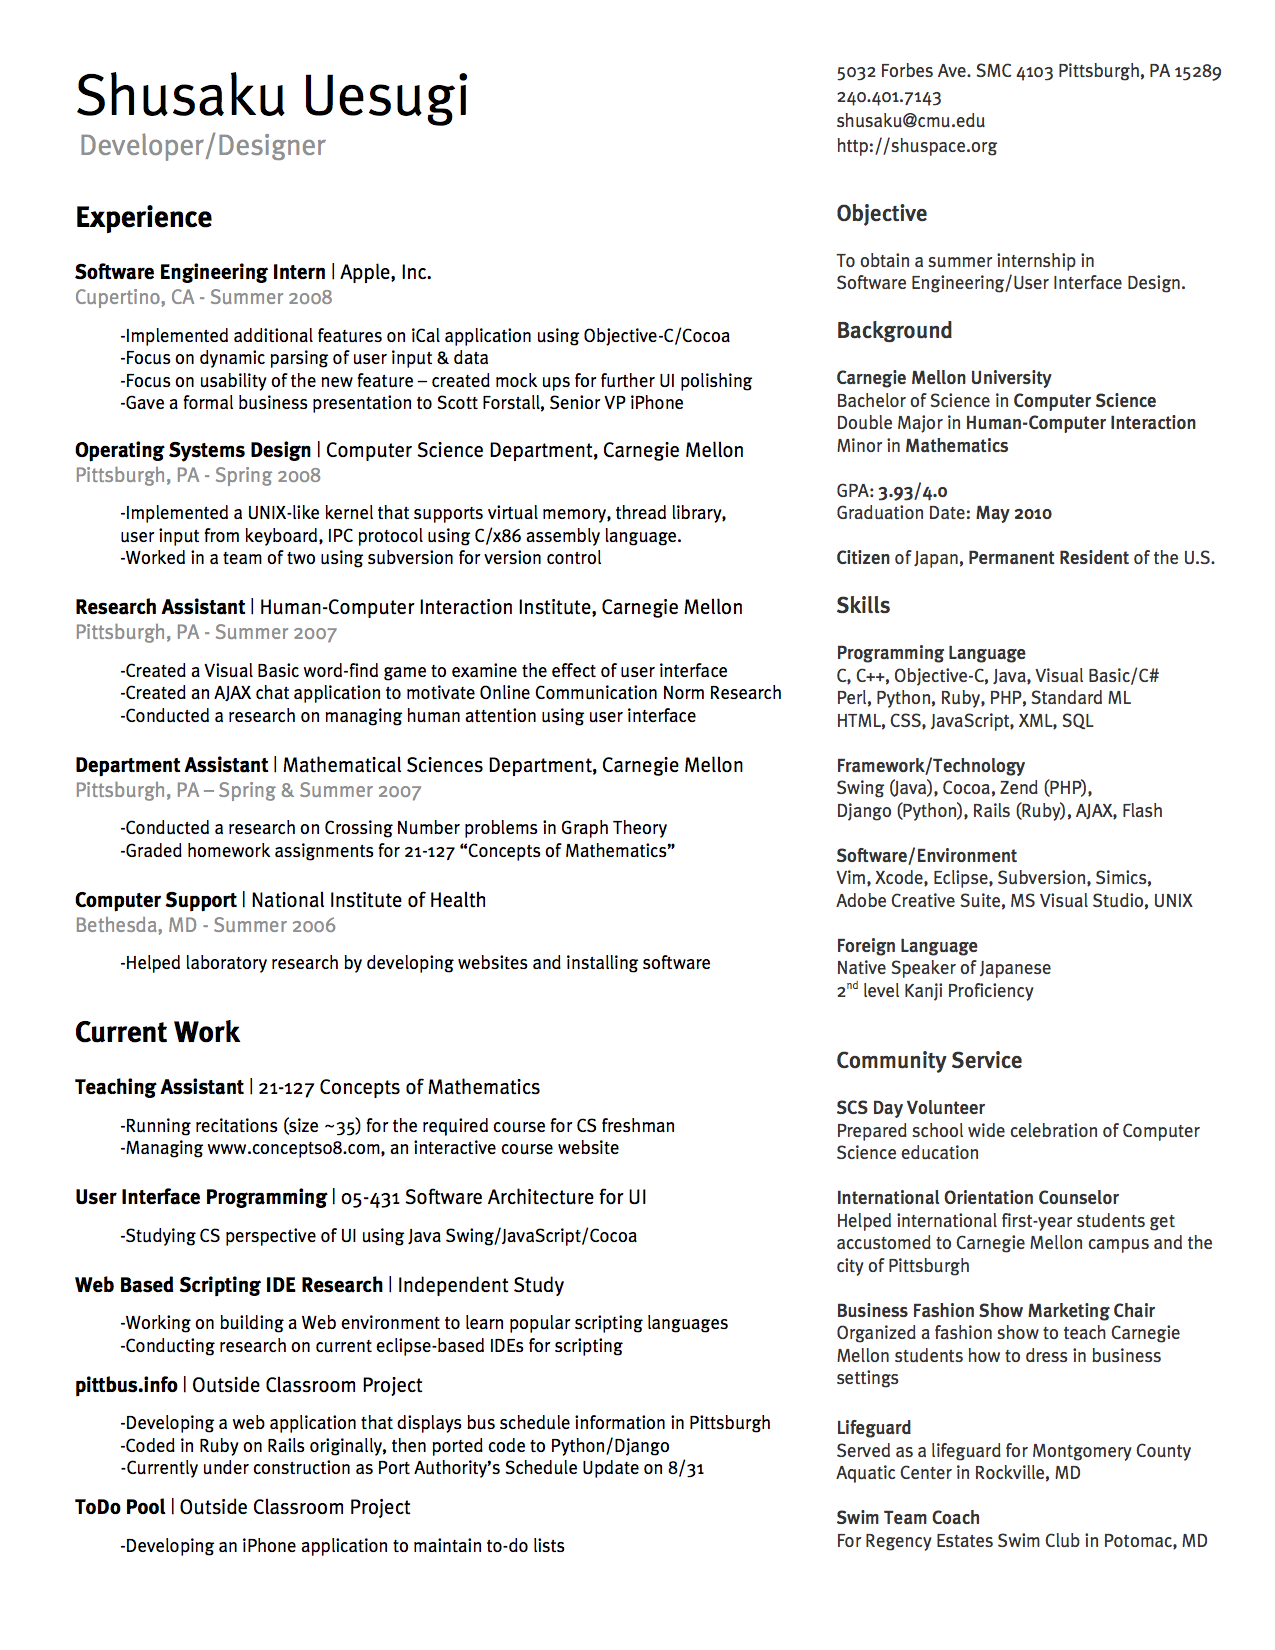 Shusaku Uesugi
Developer/Designer
5032 Forbes Ave. SMC 4103 Pittsburgh, PA 15289
240.401.7143
shusaku@cmu.edu
http://shuspace.org
Experience
Software Engineering Intern | Apple, Inc.
Cupertino, CA - Summer 2008
-Implemented additional features on iCal application using Objective-C/Cocoa
-Focus on dynamic parsing of user input & data
-Focus on usability of the new feature – created mock ups for further UI polishing
-Gave a formal business presentation to Scott Forstall, Senior VP iPhone
Operating Systems Design | Computer Science Department, Carnegie Mellon
Pittsburgh, PA - Spring 2008
-Implemented a UNIX-like kernel that supports virtual memory, thread library,
user input from keyboard, IPC protocol using C/x86 assembly language.
-Worked in a team of two using subversion for version control
Research Assistant | Human-Computer Interaction Institute, Carnegie Mellon
Pittsburgh, PA - Summer 2007
-Created a Visual Basic word-find game to examine the effect of user interface
-Created an AJAX chat application to motivate Online Communication Norm Research
-Conducted a research on managing human attention using user interface
Department Assistant | Mathematical Sciences Department, Carnegie Mellon
Pittsburgh, PA – Spring & Summer 2007
-Conducted a research on Crossing Number problems in Graph Theory
-Graded homework assignments for 21-127 “Concepts of Mathematics”
Computer Support | National Institute of Health
Bethesda, MD - Summer 2006
-Helped laboratory research by developing websites and installing software
Current Work
Teaching Assistant | 21-127 Concepts of Mathematics
-Running recitations (size ~35) for the required course for CS freshman
-Managing www.concepts08.com, an interactive course website
User Interface Programming | 05-431 Software Architecture for UI
-Studying CS perspective of UI using Java Swing/JavaScript/Cocoa
Web Based Scripting IDE Research | Independent Study
-Working on building a Web environment to learn popular scripting languages
-Conducting research on current eclipse-based IDEs for scripting
pittbus.info | Outside Classroom Project
-Developing a web application that displays bus schedule information in Pittsburgh
-Coded in Ruby on Rails originally, then ported code to Python/Django
-Currently under construction as Port Authority’s Schedule Update on 8/31
ToDo Pool | Outside Classroom Project
-Developing an iPhone application to maintain to-do lists
Objective
To obtain a summer internship in
Software Engineering/User Interface Design.
Background
Carnegie Mellon University
Bachelor of Science in Computer Science
Double Major in Human-Computer Interaction
Minor in Mathematics
GPA: 3.93/4.0
Graduation Date: May 2010
Citizen of Japan, Permanent Resident of the U.S.
Skills
Programming Language
C, C++, Objective-C, Java, Visual Basic/C#
Perl, Python, Ruby, PHP, Standard ML
HTML, CSS, JavaScript, XML, SQL
Framework/Technology
Swing (Java), Cocoa, Zend (PHP),
Django (Python), Rails (Ruby), AJAX, Flash
Software/Environment
Vim, Xcode, Eclipse, Subversion, Simics,
Adobe Creative Suite, MS Visual Studio, UNIX
Foreign Language
Native Speaker of Japanese
2nd level Kanji Proficiency
Community Service
SCS Day Volunteer
Prepared school wide celebration of Computer
Science education
International Orientation Counselor
Helped international first-year students get
accustomed to Carnegie Mellon campus and the
city of Pittsburgh
Business Fashion Show Marketing Chair
Organized a fashion show to teach Carnegie
Mellon students how to dress in business
settings
Lifeguard
Served as a lifeguard for Montgomery County
Aquatic Center in Rockville, MD
Swim Team Coach
For Regency Estates Swim Club in Potomac, MD